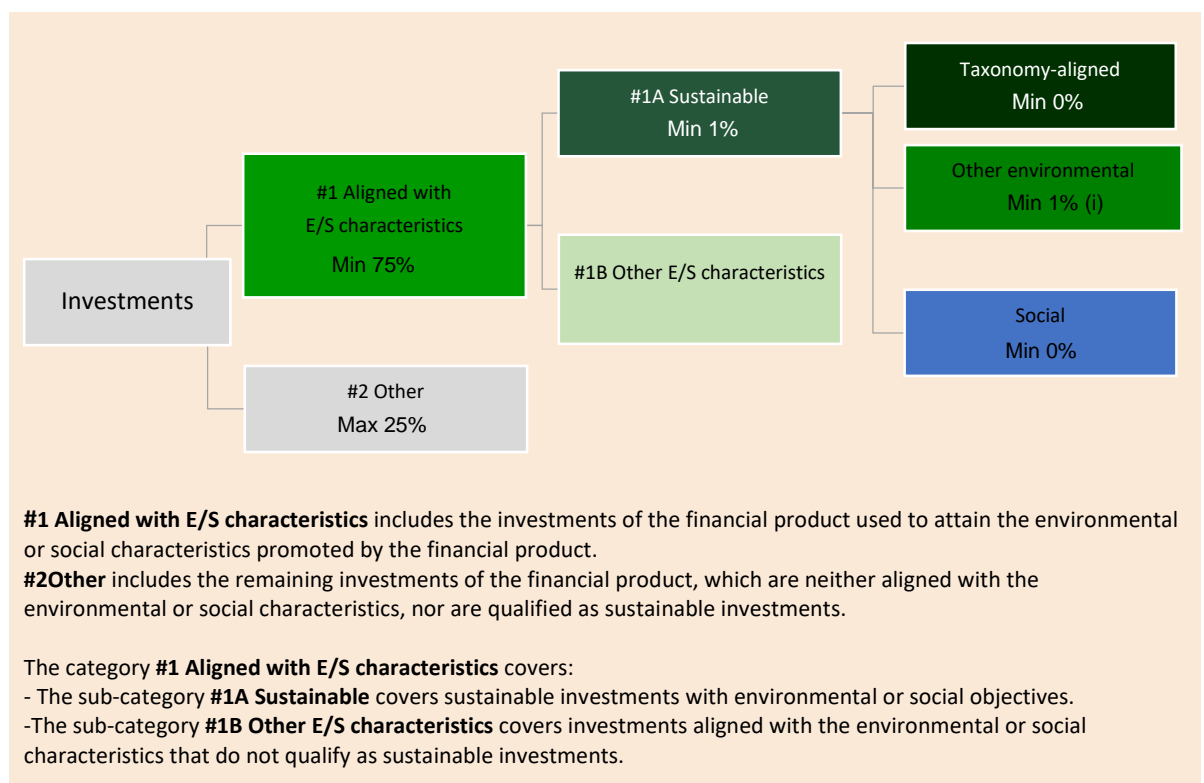 Investments
#1 Aligned with
E/S characteristics
Min 75%
#2 Other
Max 25%
#1A Sustainable
Min 1%
#1B Other E/S characteristics
Taxonomy-aligned
Min 0%
Other environmental
Min 1% (i)
Social
Min 0%
#1 Aligned with E/S characteristics includes the investments of the financial product used to attain the environmental
or social characteristics promoted by the financial product.
#2Other includes the remaining investments of the financial product, which are neither aligned with the
environmental or social characteristics, nor are qualified as sustainable investments.
The category #1 Aligned with E/S characteristics covers:
- The sub-category #1A Sustainable covers sustainable investments with environmental or social objectives.
-The sub-category #1B Other E/S characteristics covers investments aligned with the environmental or social
characteristics that do not qualify as sustainable investments.